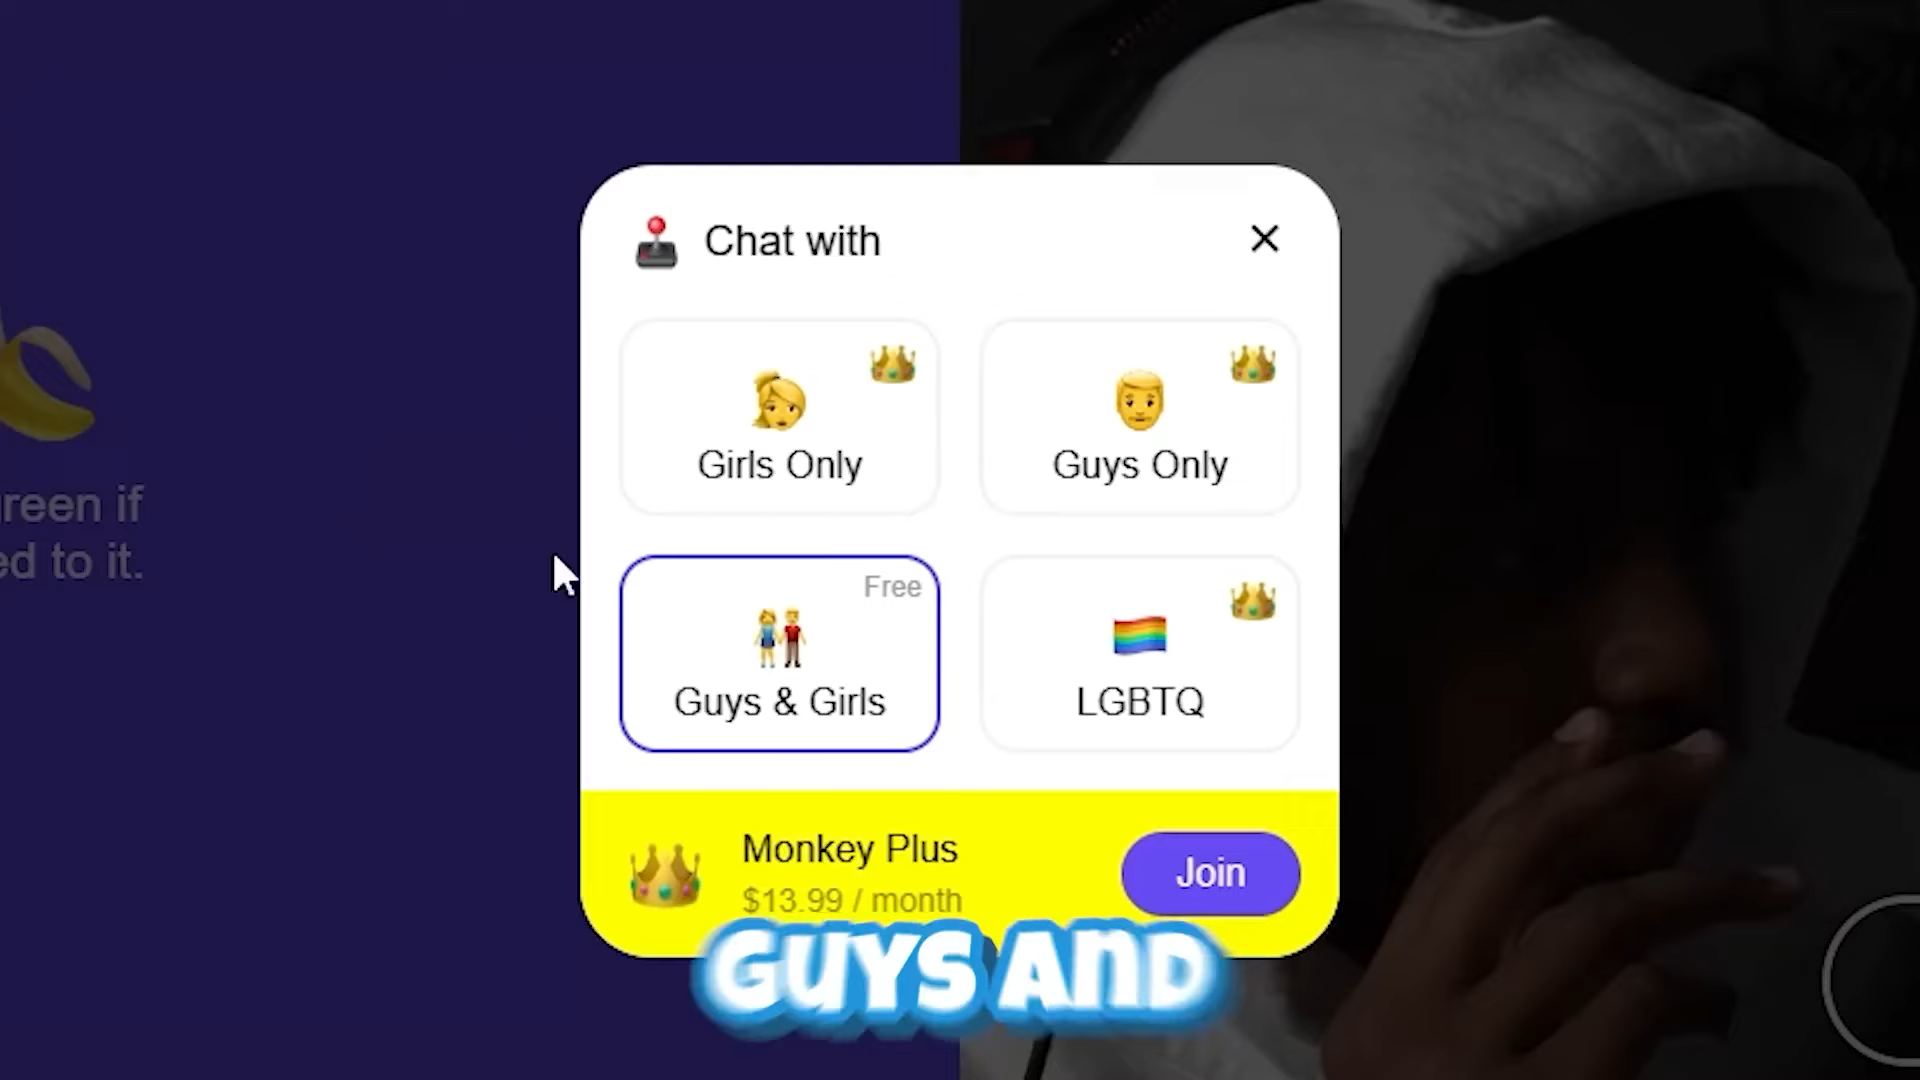 Chat with
Girls Only
Guys Only
Free
Guys & Girls
LGBTQ
reen if
ed to it.
Monkey Plus
$13.99 / month
Join
GUYS AND